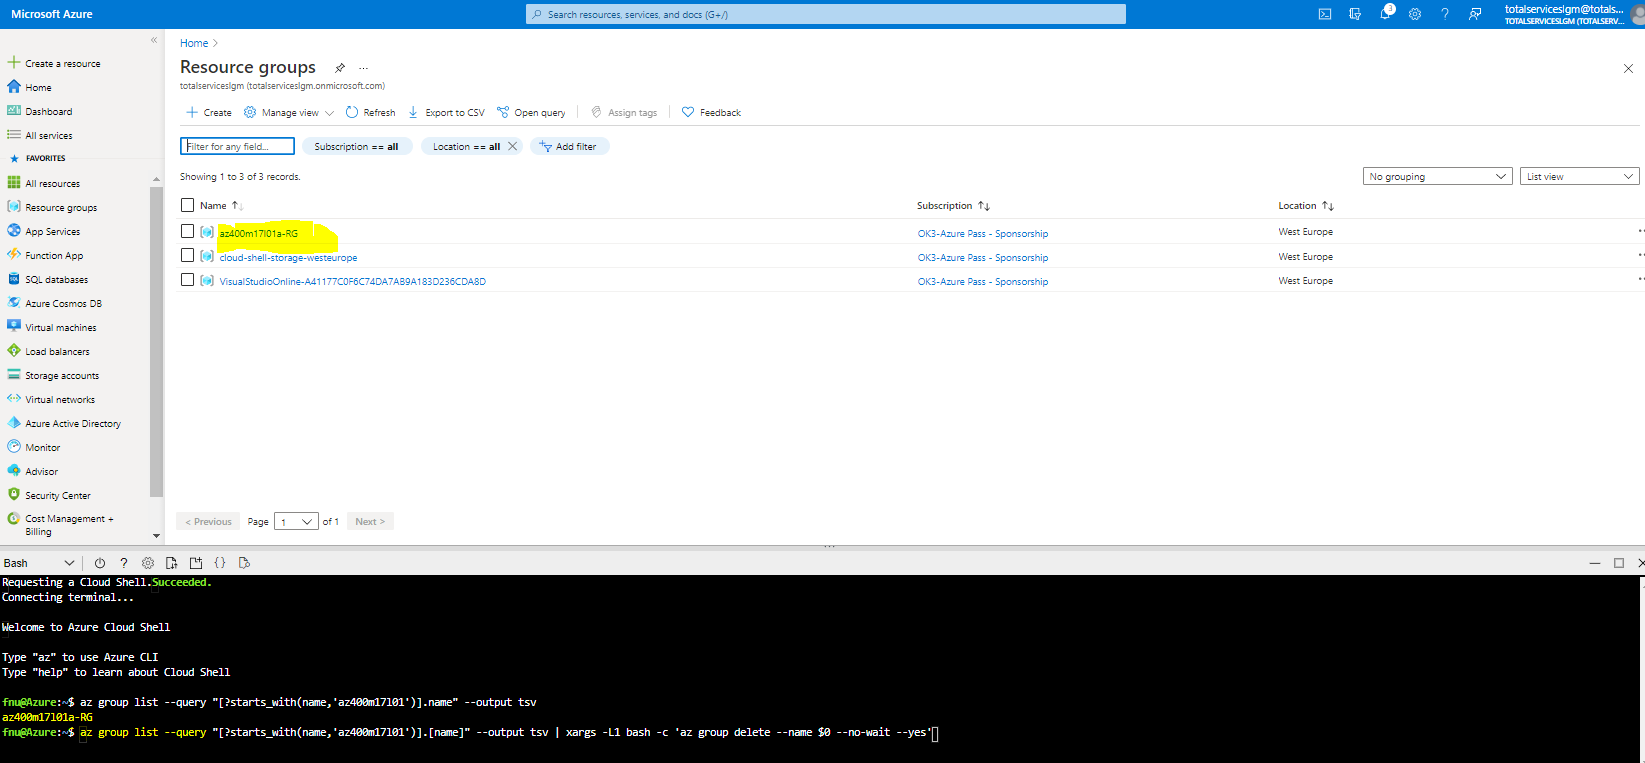 Microsoft Azure
Search resources, services, and docs (G+/)
3
totalserviceslgm@totals...
TOTALSERVICESLGM (TOTALSERV...
«
Create a resource
Home
Dashboard
All services
FAVORITES
All resources
Resource groups
App Services
Function App
SQL databases
Azure Cosmos DB
Virtual machines
Load balancers
Storage accounts
Virtual networks
Azure Active Directory
Monitor
Advisor
Security Center
Cost Management +
Billing
Home >
Resource groups ...
totalserviceslgm (totalserviceslgm.onmicrosoft.com)
Create Manage view Refresh Export to CSV Open query Assign tags Feedback
Filter for any field... Subscription == all Location == all Add filter
Showing 1 to 3 of 3 records.
No grouping List view
Name Subscription Location
az400m17l01a-RG OK3-Azure Pass - Sponsorship West Europe
cloud-shell-storage-westeurope OK3-Azure Pass - Sponsorship West Europe
VisualStudioOnline-A41177C0F6C74DA7AB9A183D236CDA8D OK3-Azure Pass - Sponsorship West Europe
< Previous Page 1 of 1 Next >
Bash ? {}
Requesting a Cloud Shell.Succeeded.
Connecting terminal...
Welcome to Azure Cloud Shell
Type "az" to use Azure CLI
Type "help" to learn about Cloud Shell
fnu@Azure:~$ az group list --query "[?starts_with(name,'az400m17l01')].name" --output tsv
az400m17l01a-RG
fnu@Azure:~$ az group list --query "[?starts_with(name,'az400m17l01')].[name]" --output tsv | xargs -L1 bash -c 'az group delete --name $0 --no-wait --yes'